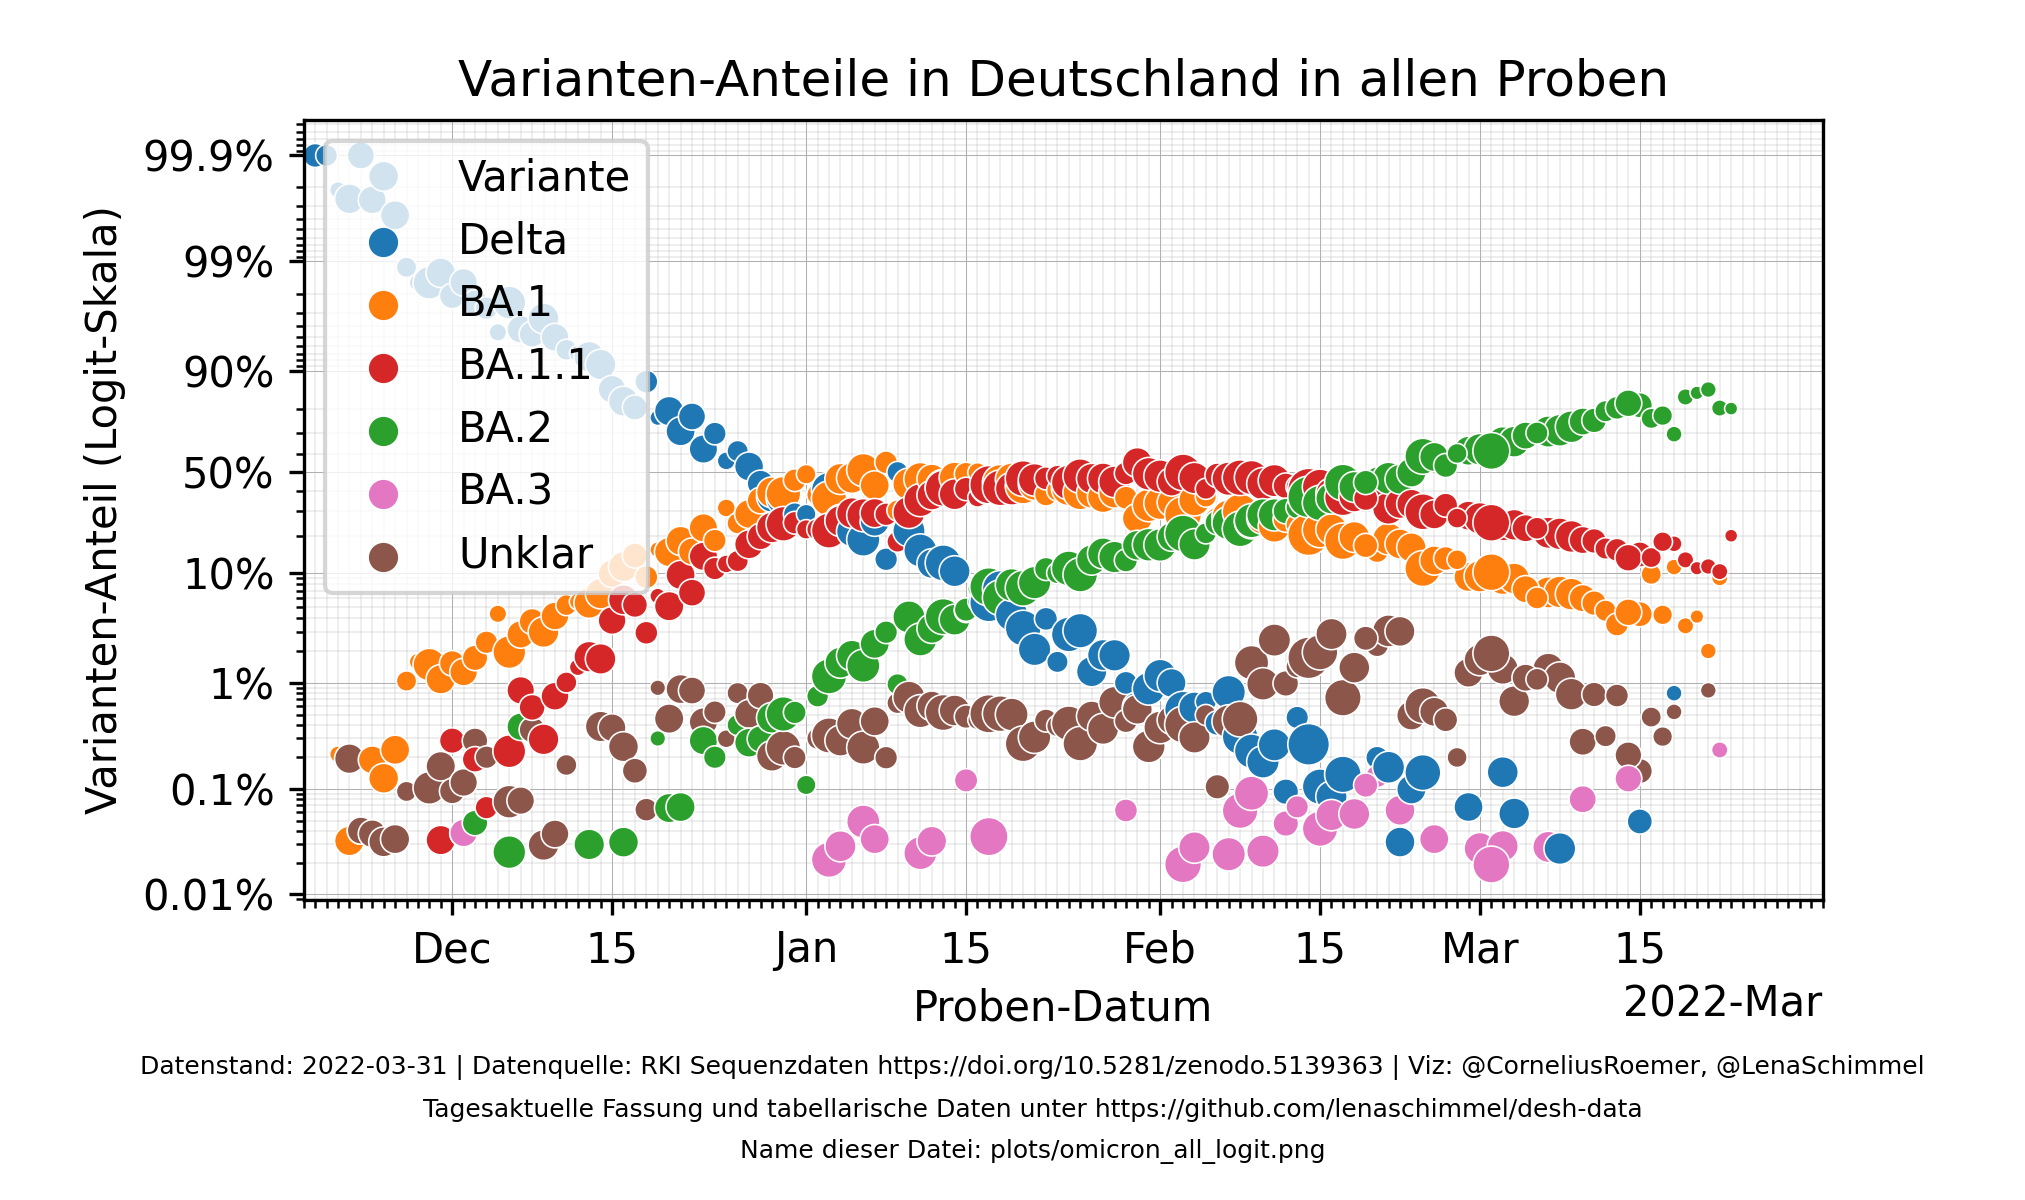 Varianten-Anteile in Deutschland in allen Proben
Varianten-Anteil (Logit-Skala)
99.9%
99%
90%
50%
10%
1%
0.1%
0.01%
Variante
Delta
BA.1
BA.1.1
BA.2
BA.3
Unklar
Dec 15 Jan 15 Feb 15 Mar 15
Proben-Datum
2022-Mar
Datenstand: 2022-03-31 | Datenquelle: RKI Sequenzdaten https://doi.org/10.5281/zenodo.5139363 | Viz: @CorneliusRoemer, @LenaSchimmel
Tagesaktuelle Fassung und tabellarische Daten unter https://github.com/lenaschimmel/desh-data
Name dieser Datei: plots/omicron_all_logit.png